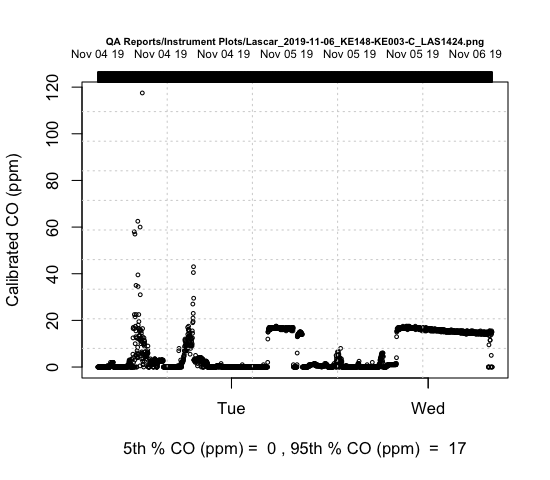 QA Reports/Instrument Plots/Lascar_2019-11-06_KE148-KE003-C_LAS1424.png
Nov 04 19 Nov 04 19 Nov 04 19 Nov 05 19 Nov 05 19 Nov 05 19 Nov 06 19
120
100
80
60
40
20
0
Calibrated CO (ppm)
Tue Wed
5th % CO (ppm) = 0 , 95th % CO (ppm) = 17